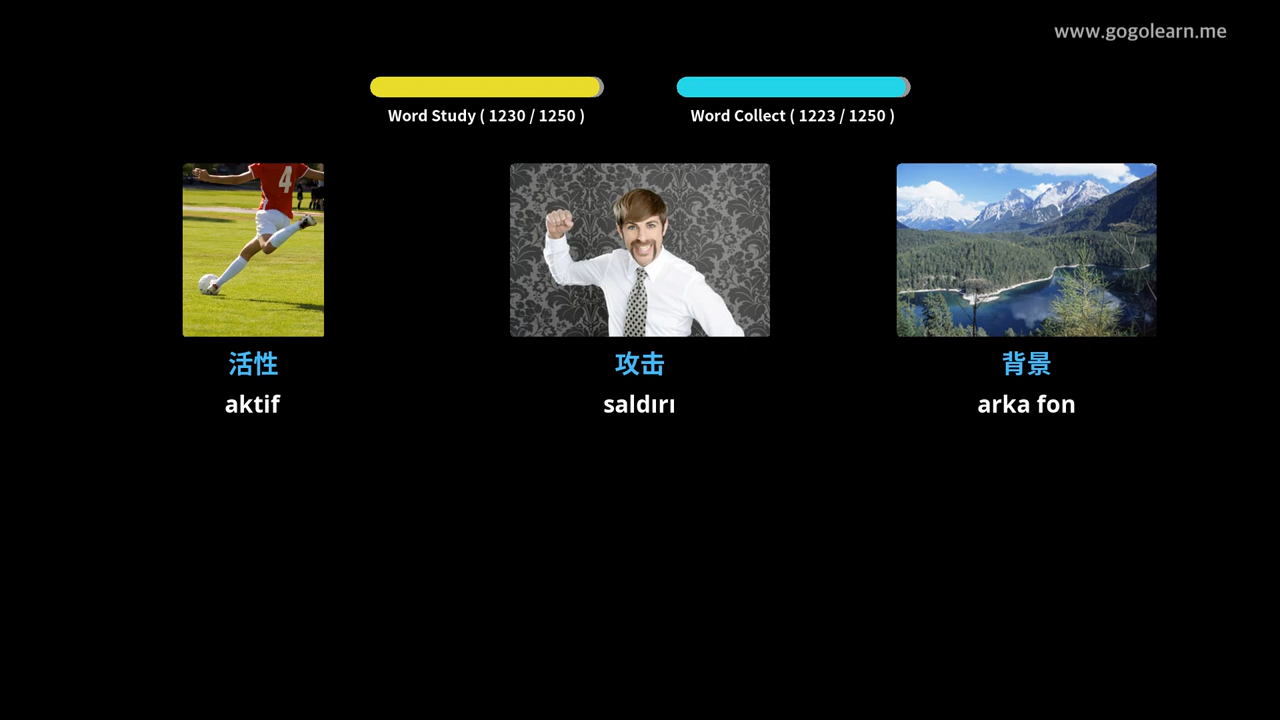 www.gogolearn.me
Word Study ( 1230 / 1250 )
Word Collect ( 1223 / 1250 )
4
活性
攻击
背景
aktif
saldırı
arka fon